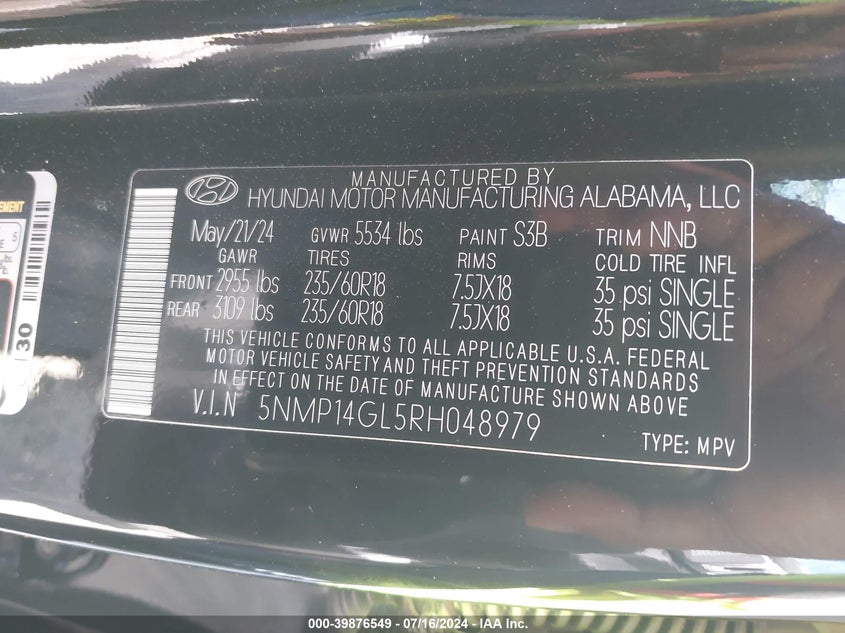 MANUFACTURED BY
HYUNDAI MOTOR MANUFACTURING ALABAMA, LLC
May/21/24 GVWR 5534 lbs PAINT S3B TRIM NNB
GAWR TIRES RIMS COLD TIRE INFL
FRONT 2955 lbs 235/60R18 7.5JX18 35 psi SINGLE
REAR 3109 lbs 235/60R18 7.5JX18 35 psi SINGLE
THIS VEHICLE CONFORMS TO ALL APPLICABLE U.S.A. FEDERAL
MOTOR VEHICLE SAFETY AND THEFT PREVENTION STANDARDS
IN EFFECT ON THE DATE OF MANUFACTURE SHOWN ABOVE
V.I.N 5NMP14GL5RH048979
TYPE: MPV
000-39876549 - 07/16/2024 - IAA, Inc.